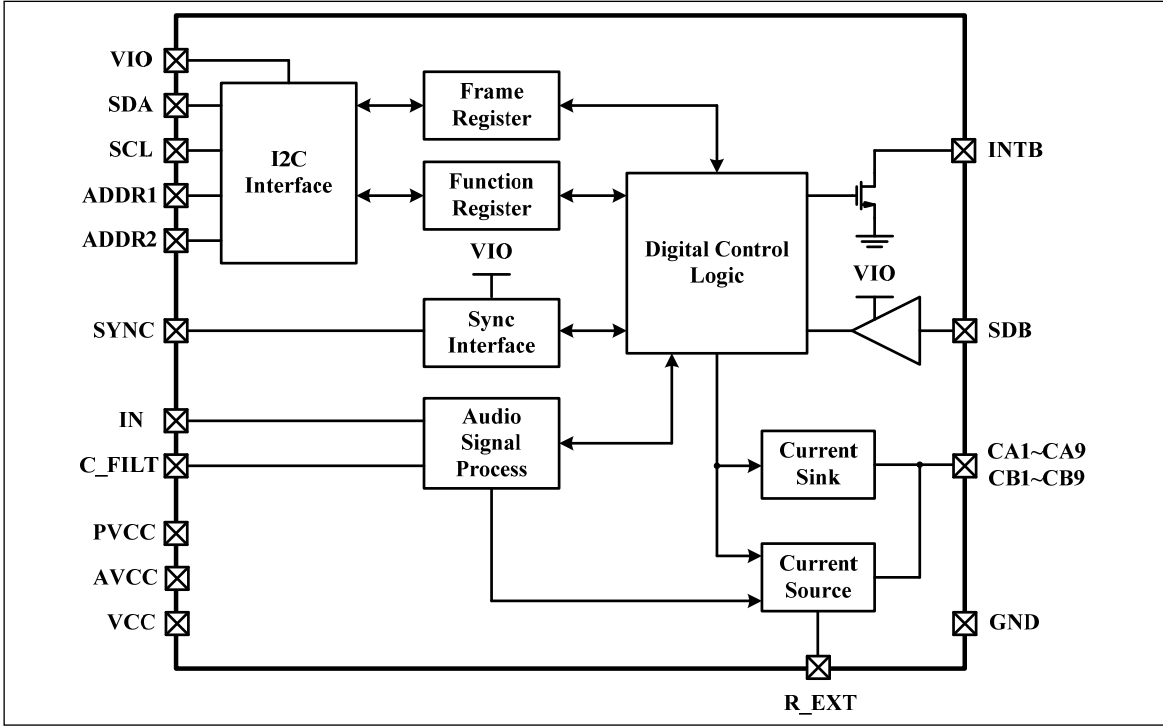 VIO
SDA
SCL
ADDR1
ADDR2
SYNC
IN
C_FILT
PVCC
AVCC
VCC
I2C
Interface
Frame
Register
Function
Register
VIO
Sync
Interface
Audio
Signal
Process
Digital Control
Logic
VIO
Current
Sink
Current
Source
INTB
SDB
CA1~CA9
CB1~CB9
GND
R_EXT